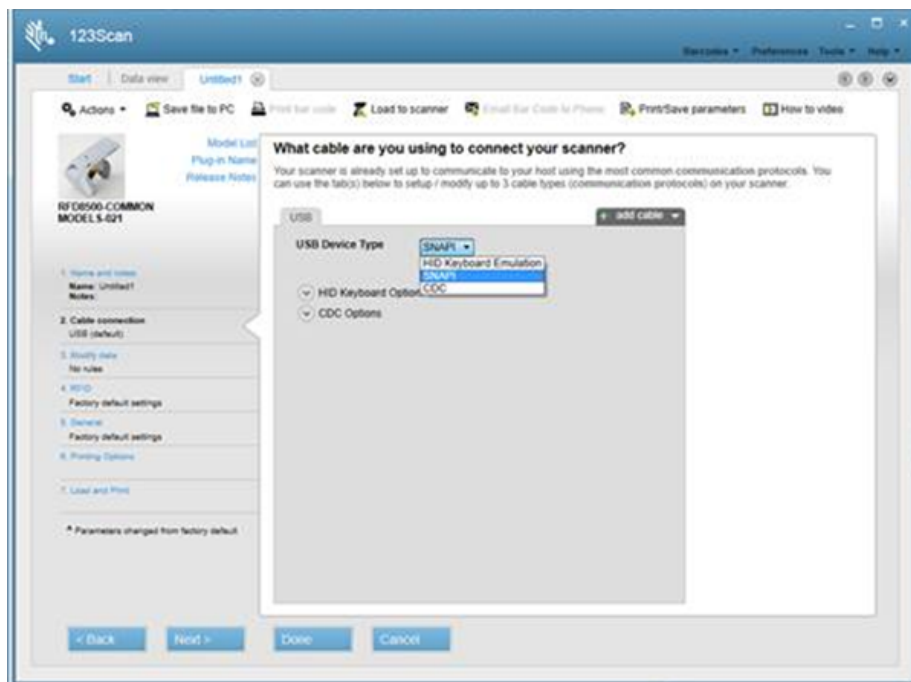 123Scan
Barcodes Preferences Tools Help
Start Data view Untitled1
Actions Save file to PC Print bar code Load to scanner Email Bar Code to Phone Print/Save parameters How to video
Model List
Plug-in Name
Release Notes
RFD8500-COMMON
MODELS-021
What cable are you using to connect your scanner?
Your scanner is already set up to communicate to your host using the most common communication protocols. You
can use the tab(s) below to setup / modify up to 3 cable types (communication protocols) on your scanner.
USB
+ add cable
USB Device Type SNAPI
HID Keyboard Emulation
SNAPI
CDC
HID Keyboard Option
CDC Options
1. Name and notes
Name: Untitled1
Notes:
2. Cable connection
USB (default)
3. Modify data
No rules
4. RFID
Factory default settings
5. General
Factory default settings
6. Printing Options
7. Load and Print
* Parameters changed from factory default
< Back Next > Done Cancel